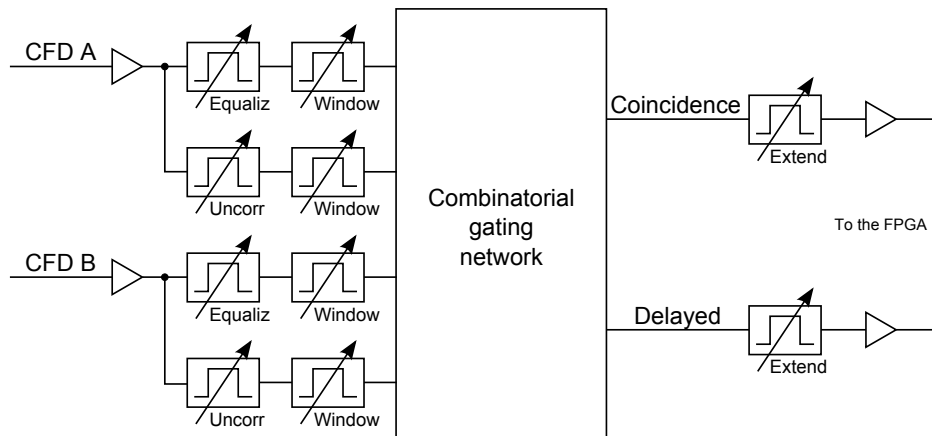 CFD A
Equaliz
Window
Uncorr
Window
CFD B
Equaliz
Window
Uncorr
Window
Combinatorial
gating
network
Coincidence
Extend
To the FPGA
Delayed
Extend